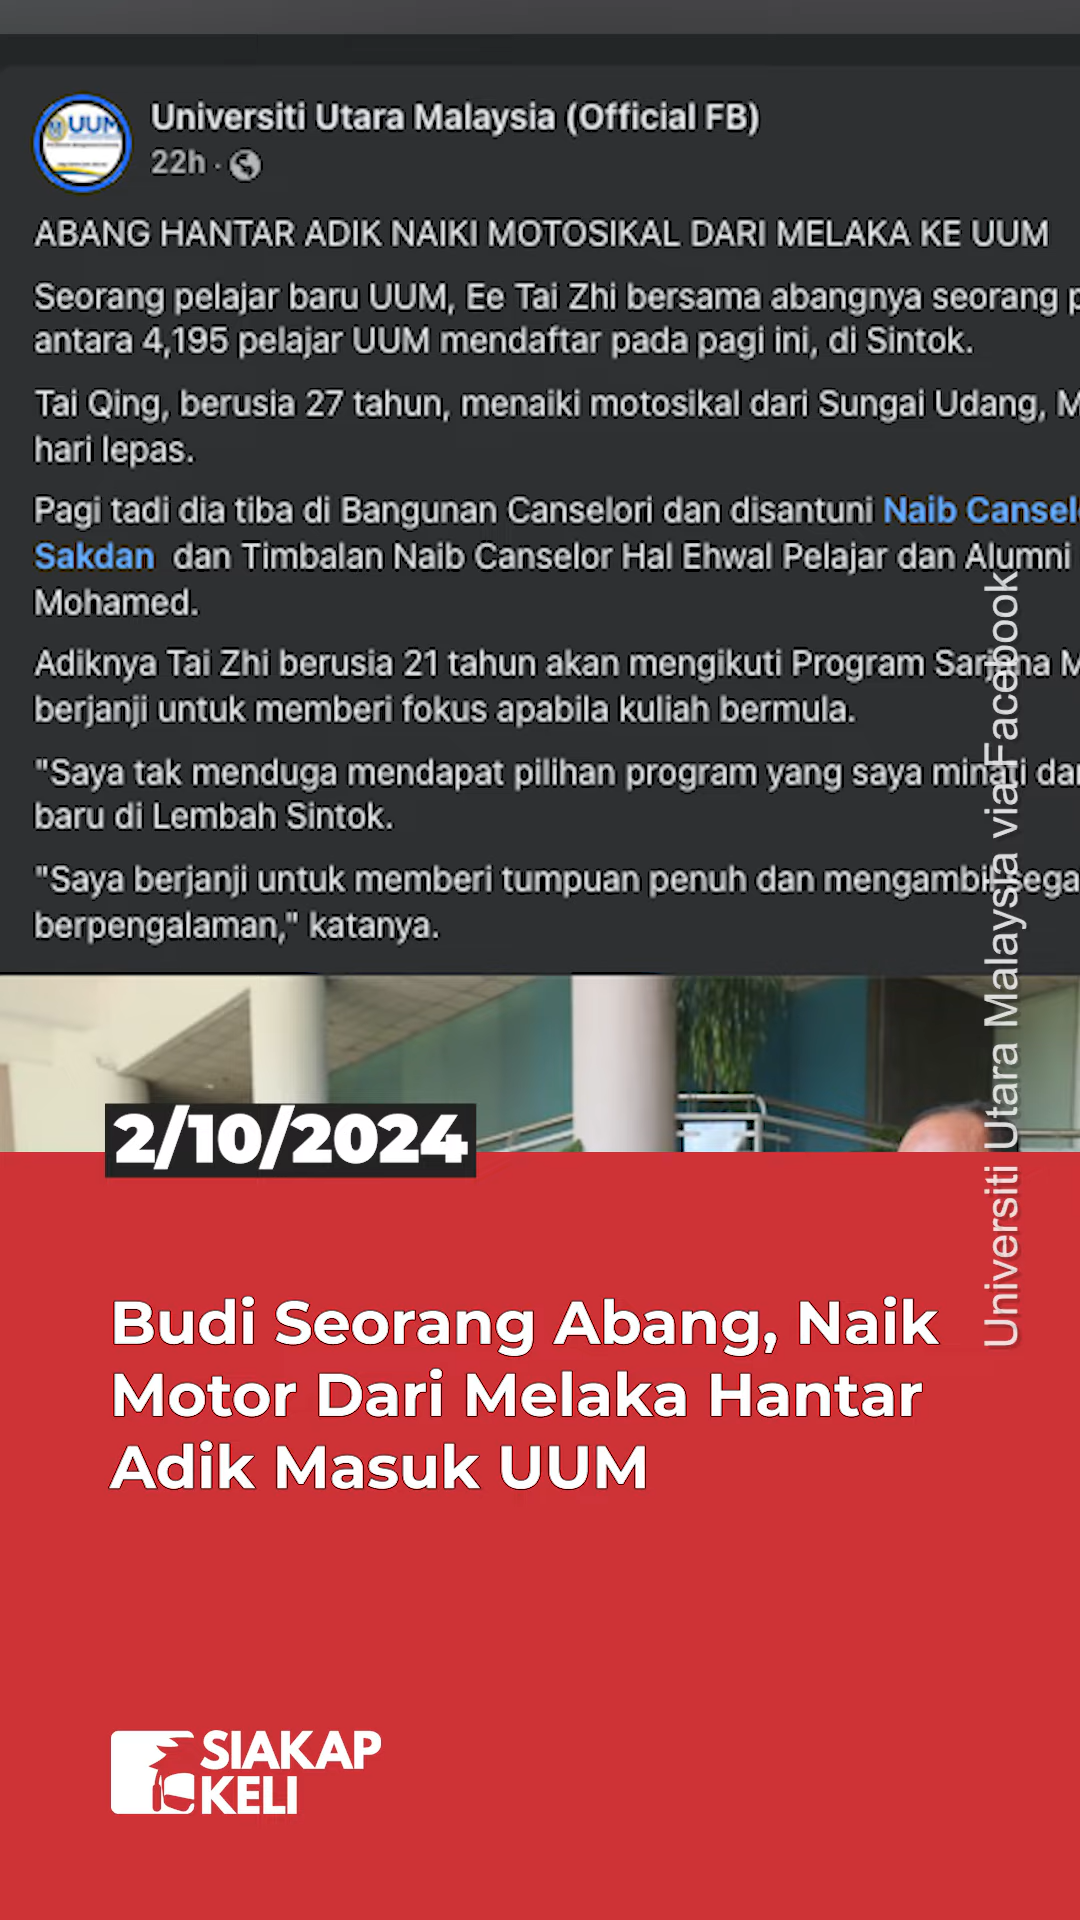 Universiti Utara Malaysia (Official FB)
22h ·
ABANG HANTAR ADIK NAIKI MOTOSIKAL DARI MELAKA KE UUM
Seorang pelajar baru UUM, Ee Tai Zhi bersama abangnya seorang p
antara 4,195 pelajar UUM mendaftar pada pagi ini, di Sintok.
Tai Qing, berusia 27 tahun, menaiki motosikal dari Sungai Udang, M
hari lepas.
Pagi tadi dia tiba di Bangunan Canselori dan disantuni Naib Cansel
Sakdan dan Timbalan Naib Canselor Hal Ehwal Pelajar dan Alumni
Mohamed.
Adiknya Tai Zhi berusia 21 tahun akan mengikuti Program Sarjana M
berjanji untuk memberi fokus apabila kuliah bermula.
"Saya tak menduga mendapat pilihan program yang saya minati dan
baru di Lembah Sintok.
"Saya berjanji untuk memberi tumpuan penuh dan mengambil sega
berpengalaman," katanya.
Universiti Utara Malaysia via Facebook
2/10/2024
Budi Seorang Abang, Naik
Motor Dari Melaka Hantar
Adik Masuk UUM
SIAKAP
KELI